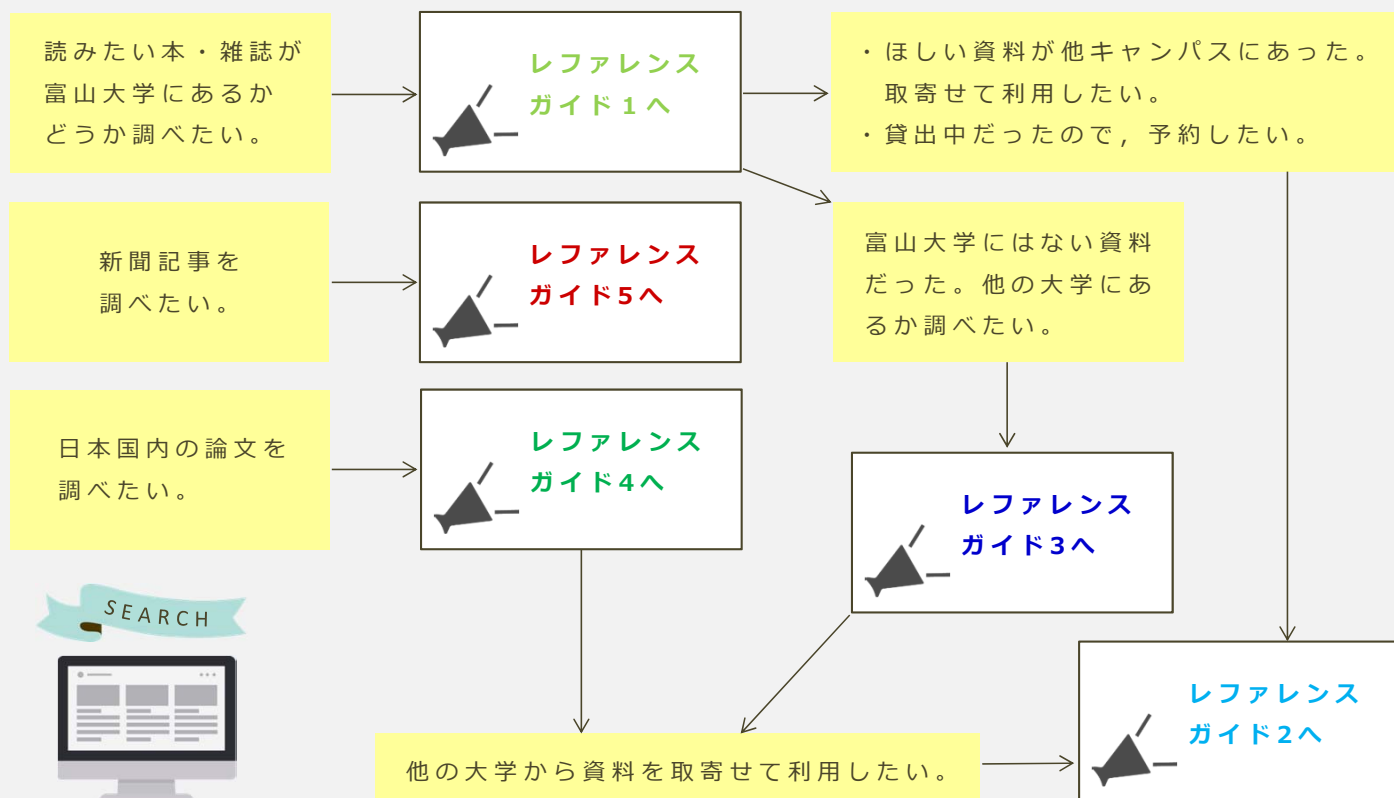 読みたい本・雑誌が
富山大学にあるか
どうか調べたい。
レファレンス
ガイド1へ
・ほしい資料が他キャンパスにあった。
取寄せて利用したい。
・貸出中だったので,予約したい。
新聞記事を
調べたい。
レファレンス
ガイド5へ
富山大学にはない資料
だった。他の大学にあ
るか調べたい。
日本国内の論文を
調べたい。
レファレンス
ガイド4へ
レファレンス
ガイド3へ
SEARCH
他の大学から資料を取寄せて利用したい。
レファレンス
ガイド2へ